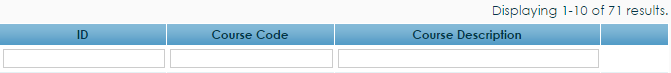 Displaying 1-10 of 71 results.
ID Course Code Course Description